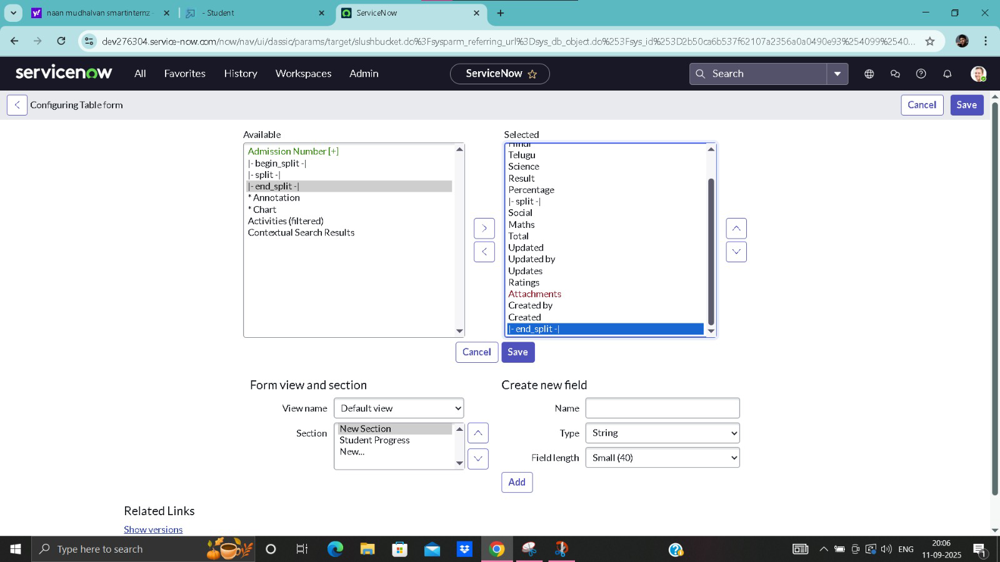 naan mudhalvan smartinternz -
- Student
ServiceNow
dev276304.service-now.com/now/nav/ui/classic/params/target/slushbucket.do%3Fsysparm_referring_url%3Dsys_db_object.do%253Fsys_id%253D2b50ca6b537f62107a2356a0a0490e93%254099%2540...
servicenow
All
Favorites
History
Workspaces
Admin
ServiceNow
Search
Configuring Table form
Cancel
Save
Available
Admission Number [+]
|- begin_split -|
|- split -|
|- end_split -|
* Annotation
* Chart
Activities (filtered)
Contextual Search Results
Selected
Hindi
Telugu
Science
Result
Percentage
|- split -|
Social
Maths
Total
Updated
Updated by
Updates
Ratings
Attachments
Created by
Created
|- end_split -|
Cancel
Save
Form view and section
View name
Default view
Section
New Section
Student Progress
New...
Create new field
Name
Type
String
Field length
Small (40)
Add
Related Links
Show versions
Type here to search
ENG
20:06
11-09-2025
1